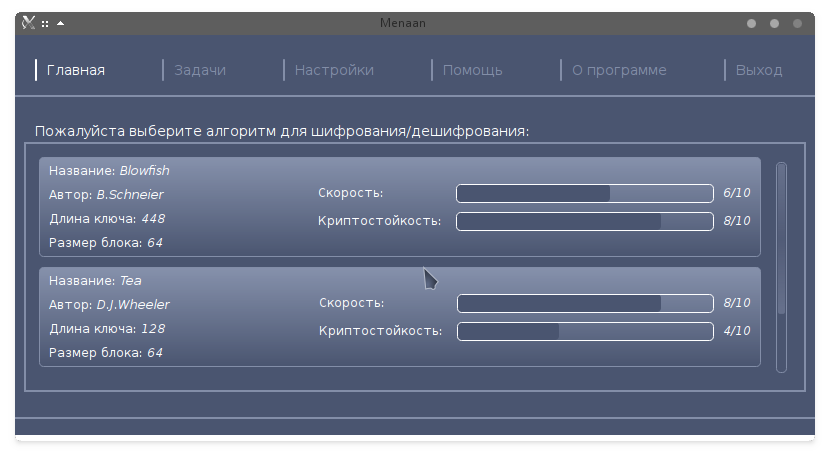 Menaan
Главная Задачи Настройки Помощь О программе Выход
Пожалуйста выберите алгоритм для шифрования/дешифрования:
Название: Blowfish
Автор: B.Schneier
Длина ключа: 448
Размер блока: 64
Скорость: 6/10
Криптостойкость: 8/10
Название: Tea
Автор: D.J.Wheeler
Длина ключа: 128
Размер блока: 64
Скорость: 8/10
Криптостойкость: 4/10